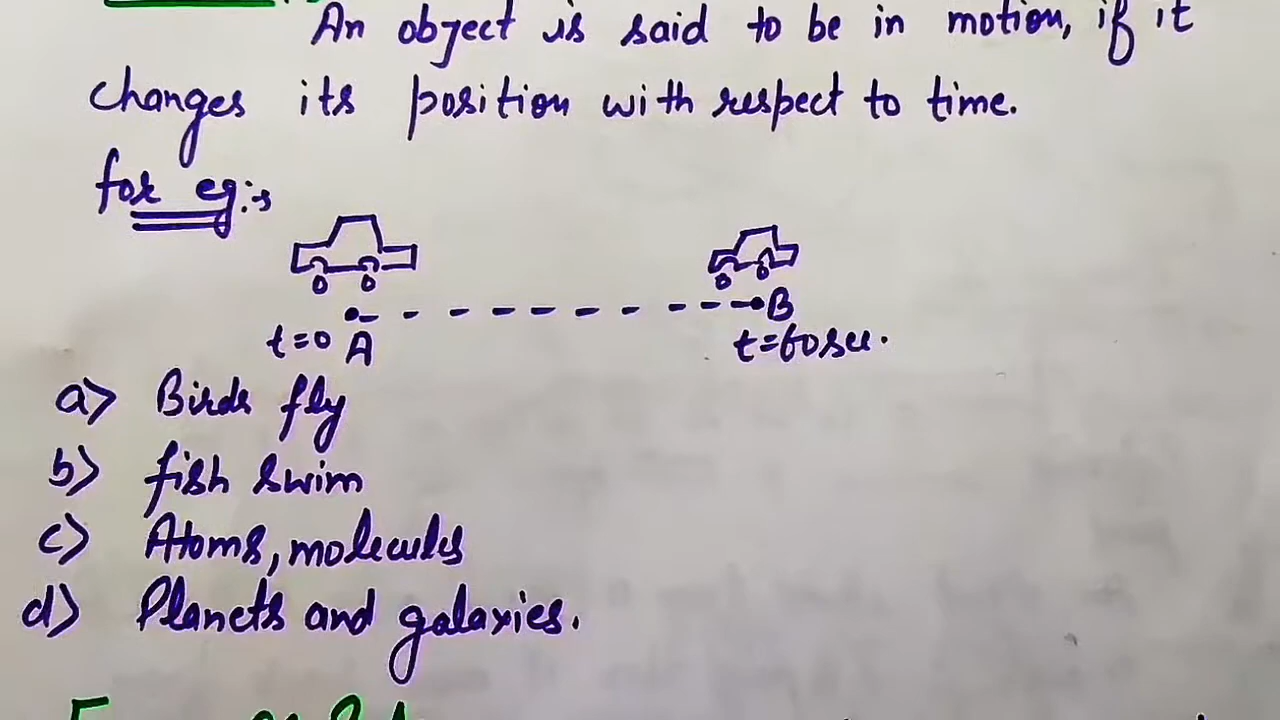 An object is said to be in motion, if it
changes its position with respect to time.
for eg:-
t=0 A
B
t=60sec.
a) Birds fly
b) fish swim
c) Atoms, molecules
d) Planets and galaxies.